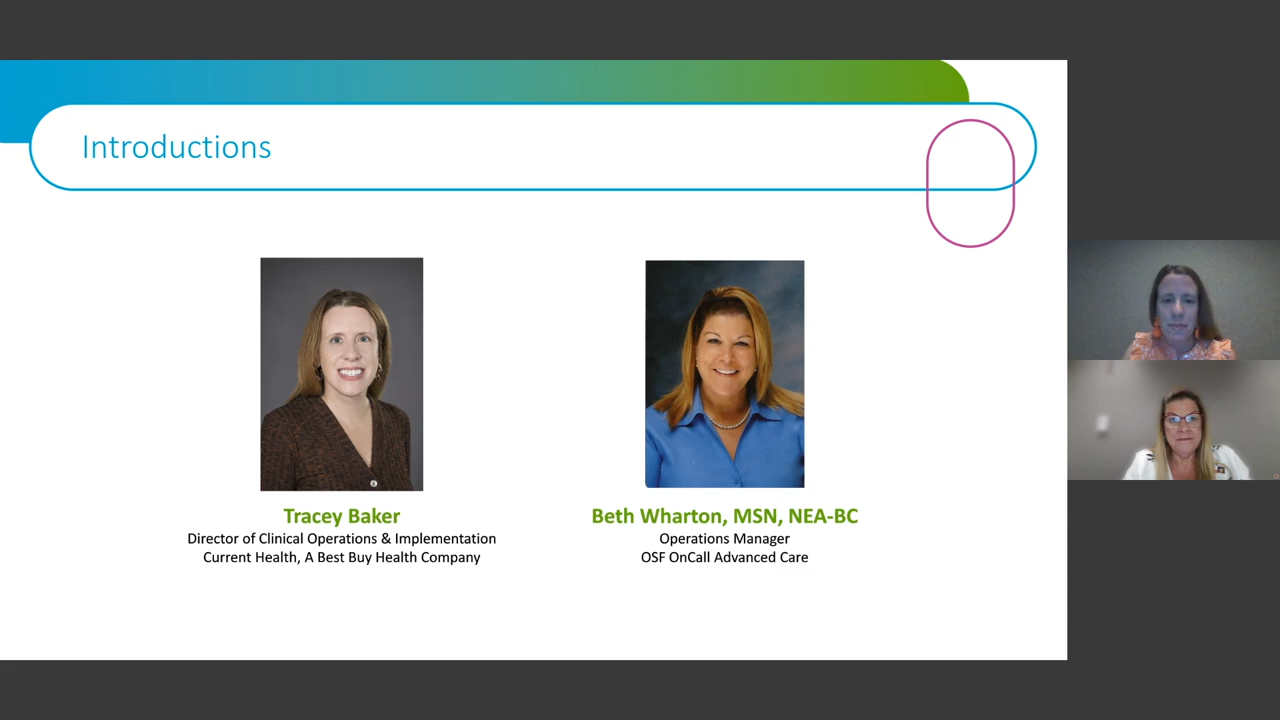 Introductions
Tracey Baker
Director of Clinical Operations & Implementation
Current Health, A Best Buy Health Company
Beth Wharton, MSN, NEA-BC
Operations Manager
OSF OnCall Advanced Care